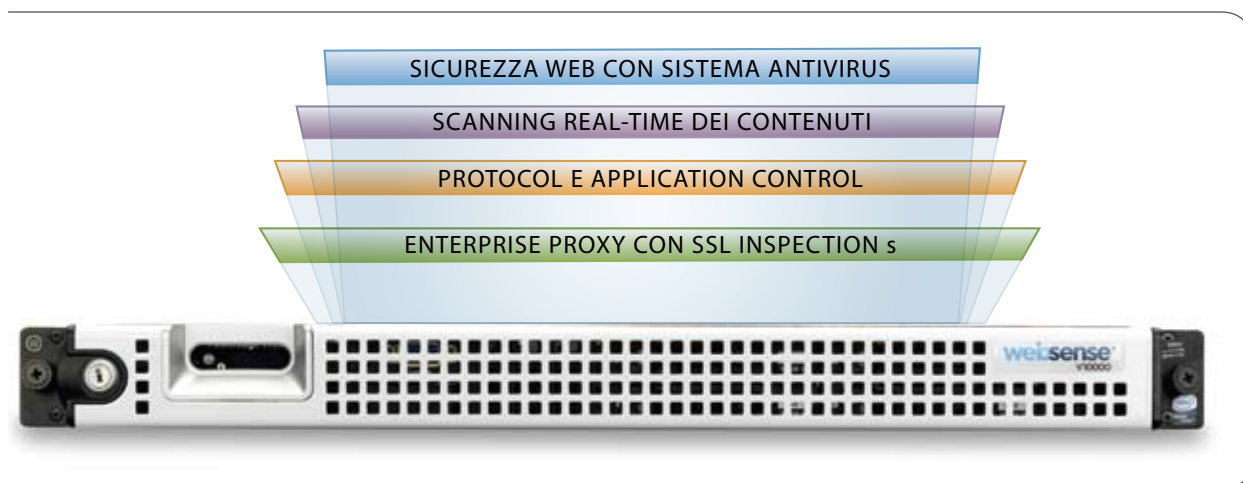 SICUREZZA WEB CON SISTEMA ANTIVIRUS
SCANNING REAL-TIME DEI CONTENUTI
PROTOCOL E APPLICATION CONTROL
ENTERPRISE PROXY CON SSL INSPECTION s
websense
V10000